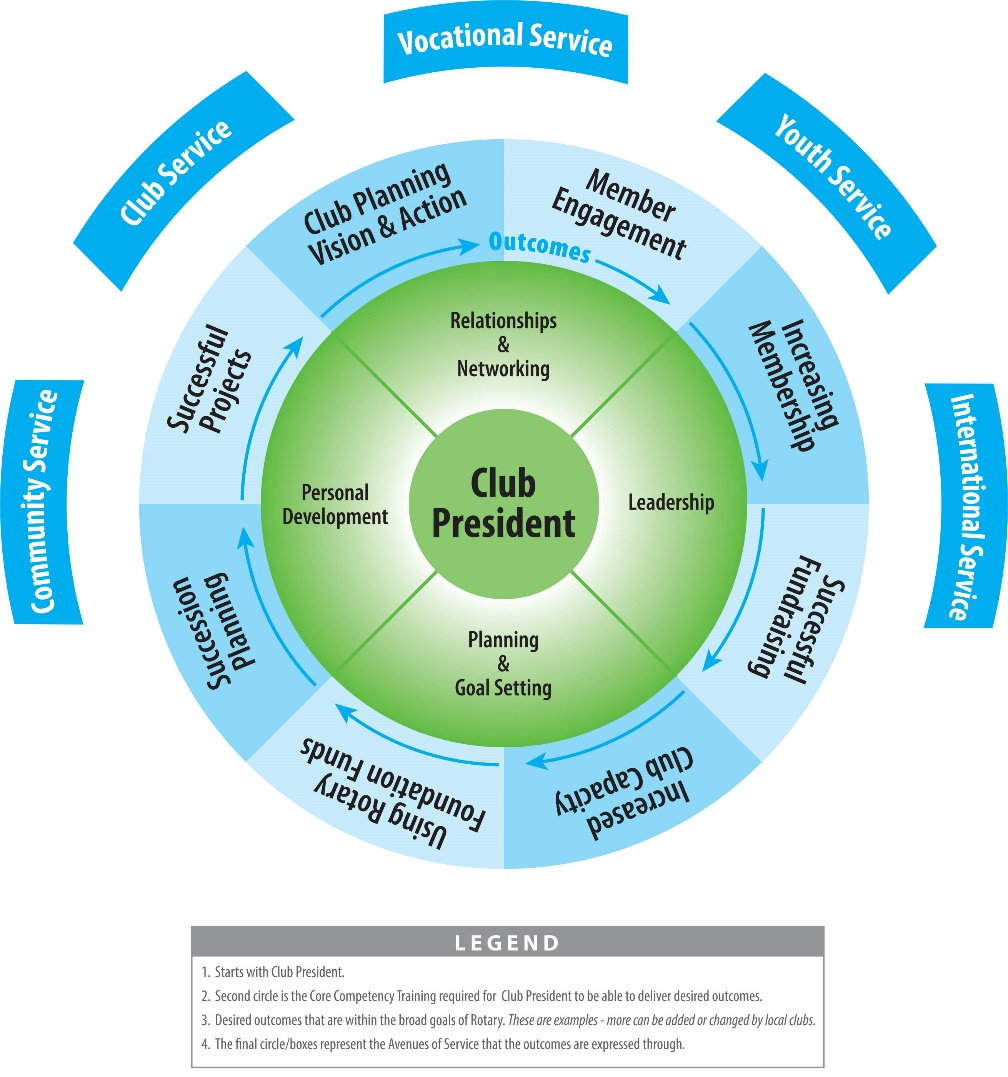 Vocational Service
Club Service
Youth Service
Community Service
International Service
Club Planning
Vision & Action
Member
Engagement
Outcomes
Increasing
Membership
Successful
Fundraising
Increased
Club Capacity
Using Rotary
Foundation Funds
Succession
Planning
Successful
Projects
Relationships
&
Networking
Personal
Development
Club
President
Leadership
Planning
&
Goal Setting
LEGEND
1. Starts with Club President.
2. Second circle is the Core Competency Training required for Club President to be able to deliver desired outcomes.
3. Desired outcomes that are within the broad goals of Rotary. These are examples - more can be added or changed by local clubs.
4. The final circle/boxes represent the Avenues of Service that the outcomes are expressed through.